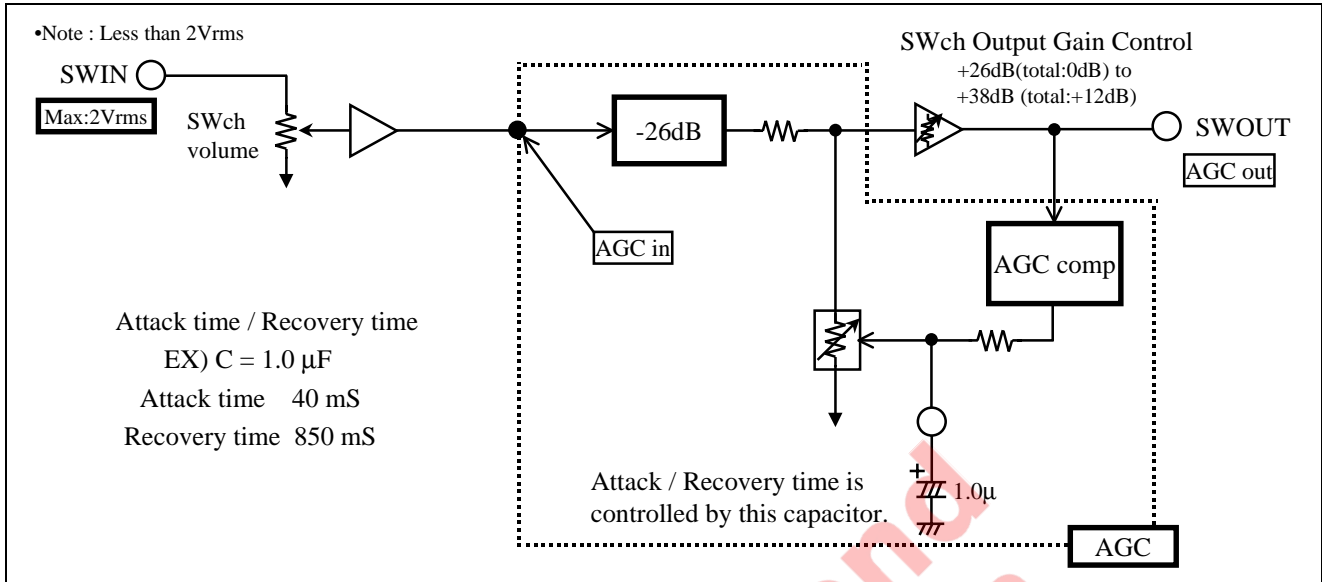 •Note : Less than 2Vrms
SWIN
Max:2Vrms
SWch
volume
-26dB
SWch Output Gain Control
+26dB(total:0dB) to
+38dB (total:+12dB)
SWOUT
AGC out
AGC in
AGC comp
Attack time / Recovery time
EX) C = 1.0 μF
Attack time 40 mS
Recovery time 850 mS
Attack / Recovery time is
controlled by this capacitor.
+
1.0μ
AGC